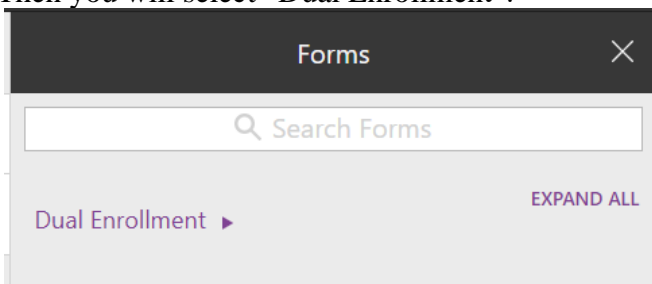 Then you will select "Dual Enrollment".
Forms
Search Forms
EXPAND ALL
Dual Enrollment